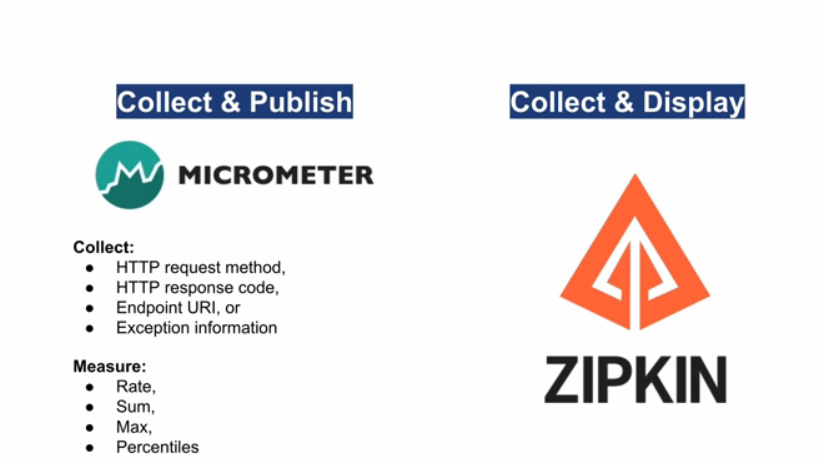 Collect & Publish
MICROMETER
Collect:
● HTTP request method,
● HTTP response code,
● Endpoint URI, or
● Exception information
Measure:
● Rate,
● Sum,
● Max,
● Percentiles
Collect & Display
ZIPKIN